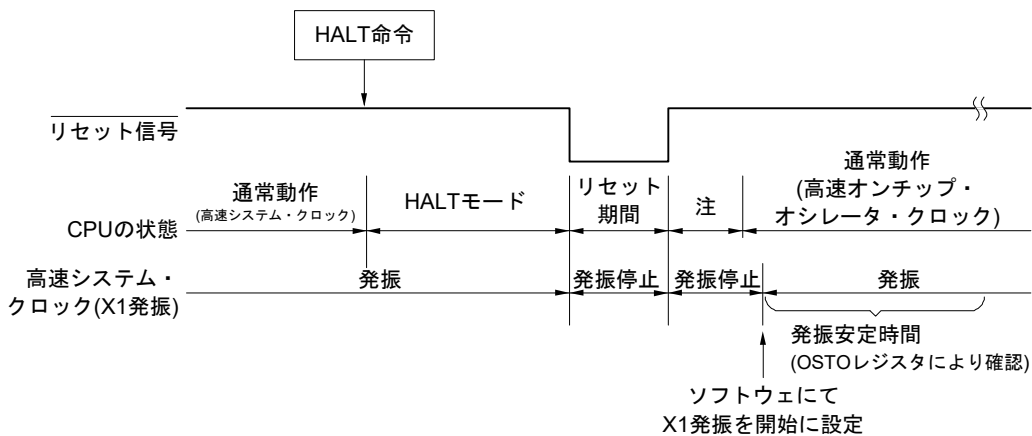 HALT命令
リセット信号
通常動作
(高速システム・クロック)
HALTモード
リセット
期間
注
通常動作
(高速オンチップ・
オシレータ・クロック)
CPUの状態
高速システム・
クロック(X1発振)
発振
発振停止
発振停止
発振
発振安定時間
(OSTOレジスタにより確認)
ソフトウェにて
X1発振を開始に設定